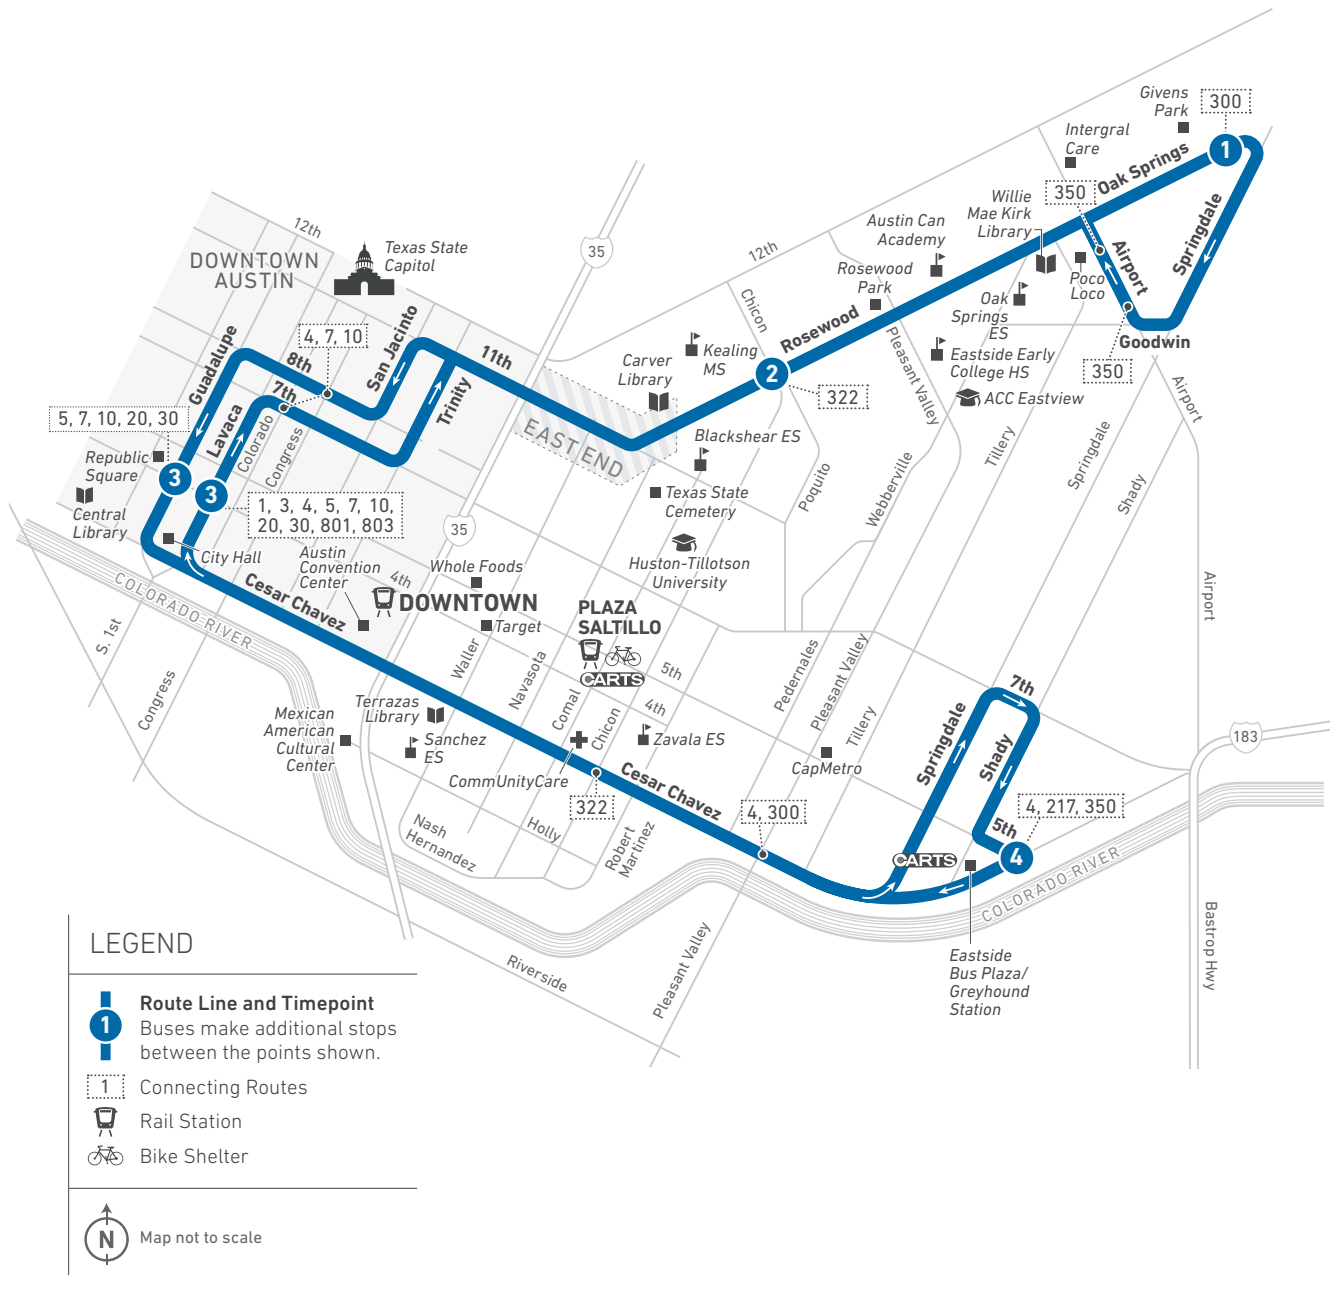 Givens
Park
300
Intergral
Care
Oak Springs
1
350
Willie
Mae Kirk
Library
Springdale
Airport
Austin Can
Academy
Poco
Loco
Rosewood
Park
Oak
Springs
ES
Goodwin
350
12th
12th
35
DOWNTOWN
AUSTIN
Texas State
Capitol
Chicon
Rosewood
Pleasant Valley
Eastside Early
College HS
ACC Eastview
Airport
Guadalupe
8th
4, 7, 10
San Jacinto
11th
Kealing
MS
Carver
Library
2
322
7th
Trinity
5, 7, 10, 20, 30
Lavaca
Colorado
Congress
EAST END
Blackshear ES
Tillery
Springdale
Shady
Republic
Square
3
3
Central
Library
1, 3, 4, 5, 7, 10,
20, 30, 801, 803
35
Texas State
Cemetery
Poquito
Webberville
City Hall
Austin
Convention
Center
4th
Whole Foods
Huston-Tillotson
University
Airport
COLORADO RIVER
Cesar Chavez
DOWNTOWN
PLAZA
SALTILLO
CARTS
Target
S. 1st
Congress
Waller
Navasota
Comal
Chicon
5th
4th
Pedernales
Pleasant Valley
Tillery
7th
Terrazas
Library
Mexican
American
Cultural
Center
Sanchez
ES
Zavala ES
CapMetro
Springdale
Shady
183
CommUnityCare
Cesar Chavez
322
4, 300
4, 217, 350
5th
4
Nash
Hernandez
Holly
Robert
Martinez
CARTS
COLORADO RIVER
Pleasant Valley
Riverside
Bastrop Hwy
Eastside
Bus Plaza/
Greyhound
Station
LEGEND
1
Route Line and Timepoint
Buses make additional stops
between the points shown.
1
Connecting Routes
Rail Station
Bike Shelter
N
Map not to scale